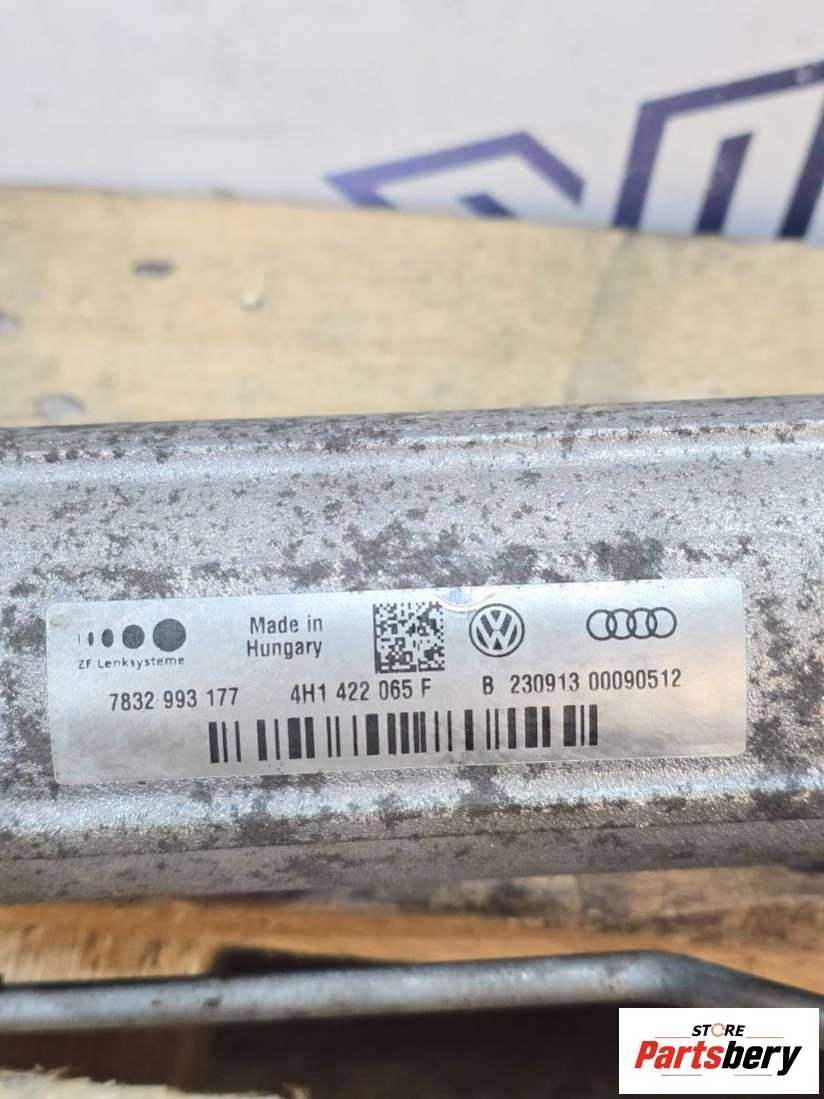 Made in
Hungary
ZF Lenksysteme
7832 993 177 4H1 422 065 F B 230913 00090512
STORE
Partsbery